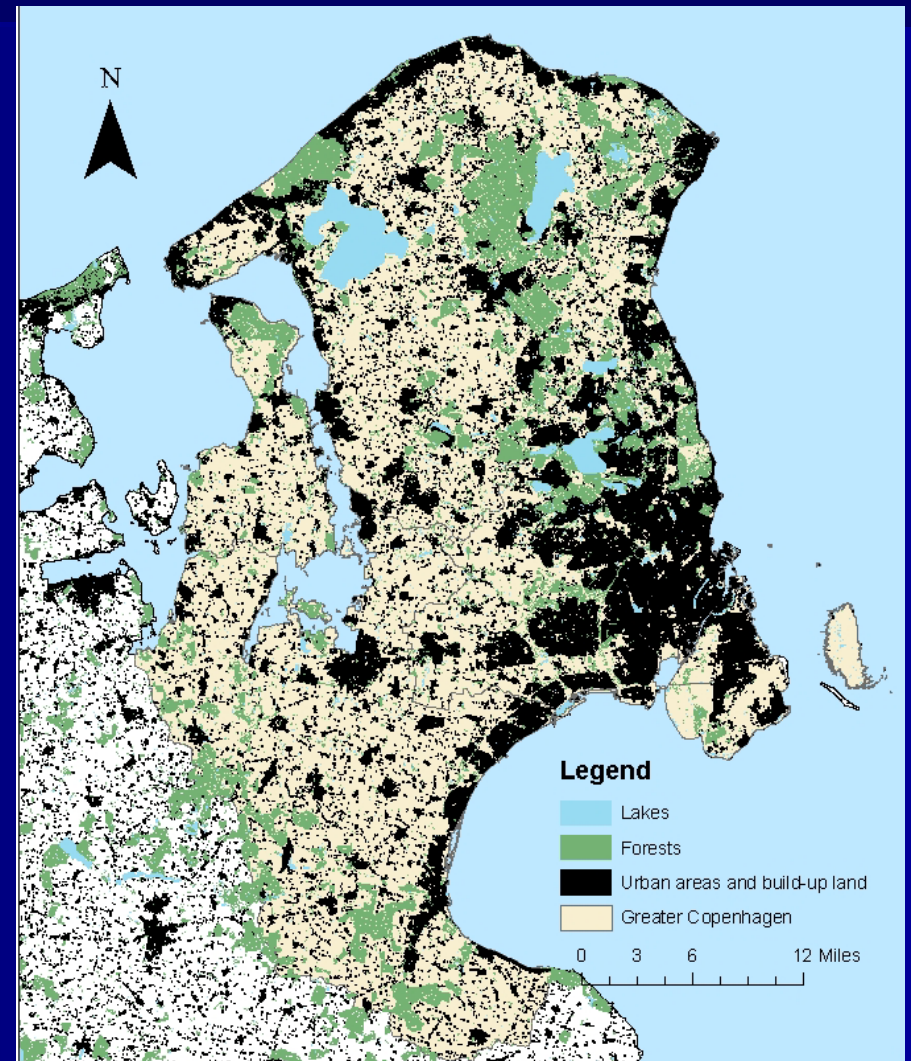 N
Legend
Lakes
Forests
Urban areas and build-up land
Greater Copenhagen
0 3 6 12 Miles